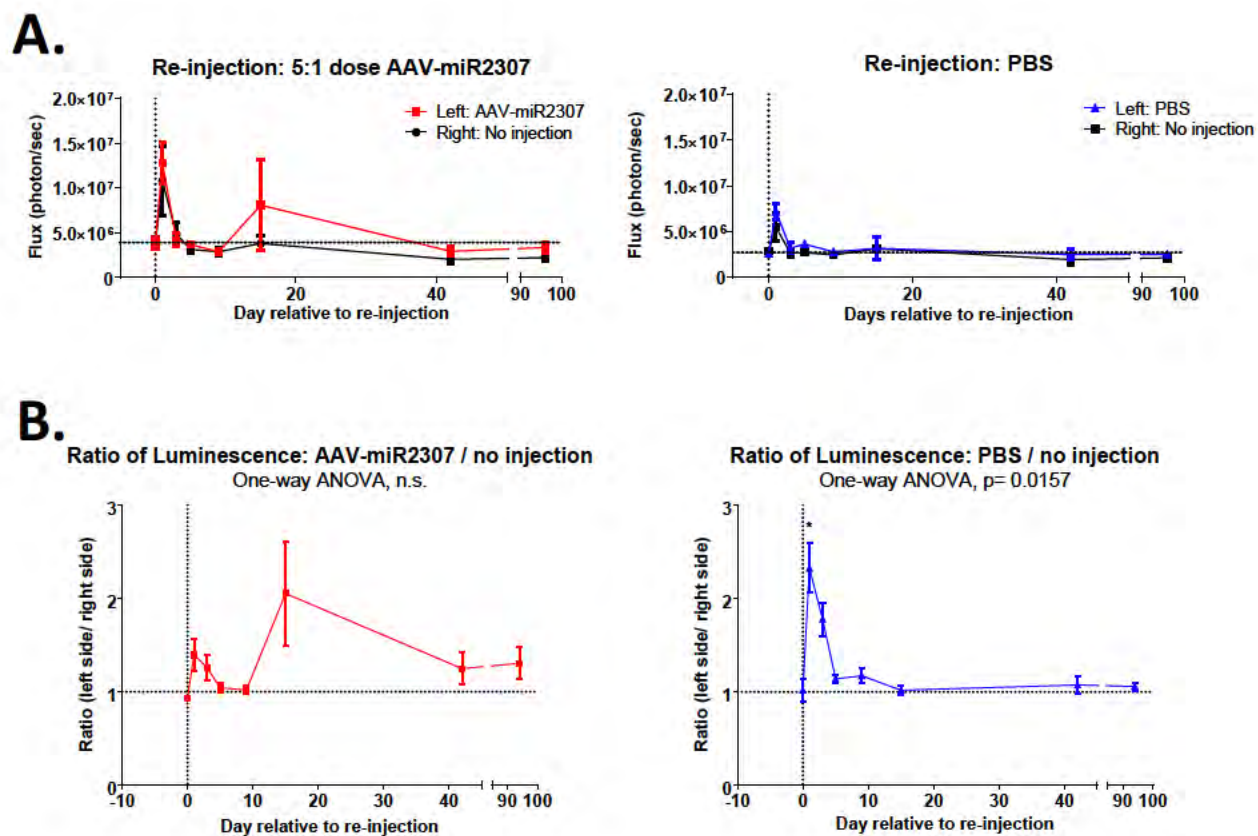 A.
Re-injection: 5:1 dose AAV-miR2307
2.0×10⁷
1.5×10⁷
1.0×10⁷
5.0×10⁶
0
Flux (photon/sec)
Left: AAV-miR2307
Right: No injection
0 20 40 90 100
Day relative to re-injection
Re-injection: PBS
2.0×10⁷
1.5×10⁷
1.0×10⁷
5.0×10⁶
0
Flux (photon/sec)
Left: PBS
Right: No injection
0 20 40 90 100
Days relative to re-injection
B.
Ratio of Luminescence: AAV-miR2307 / no injection
One-way ANOVA, n.s.
3
2
1
0
Ratio (left side/ right side)
-10 0 10 20 30 40 90 100
Day relative to re-injection
Ratio of Luminescence: PBS / no injection
One-way ANOVA, p= 0.0157
3
2
1
0
Ratio (left side/ right side)
*
-10 0 10 20 30 40 90 100
Day relative to re-injection